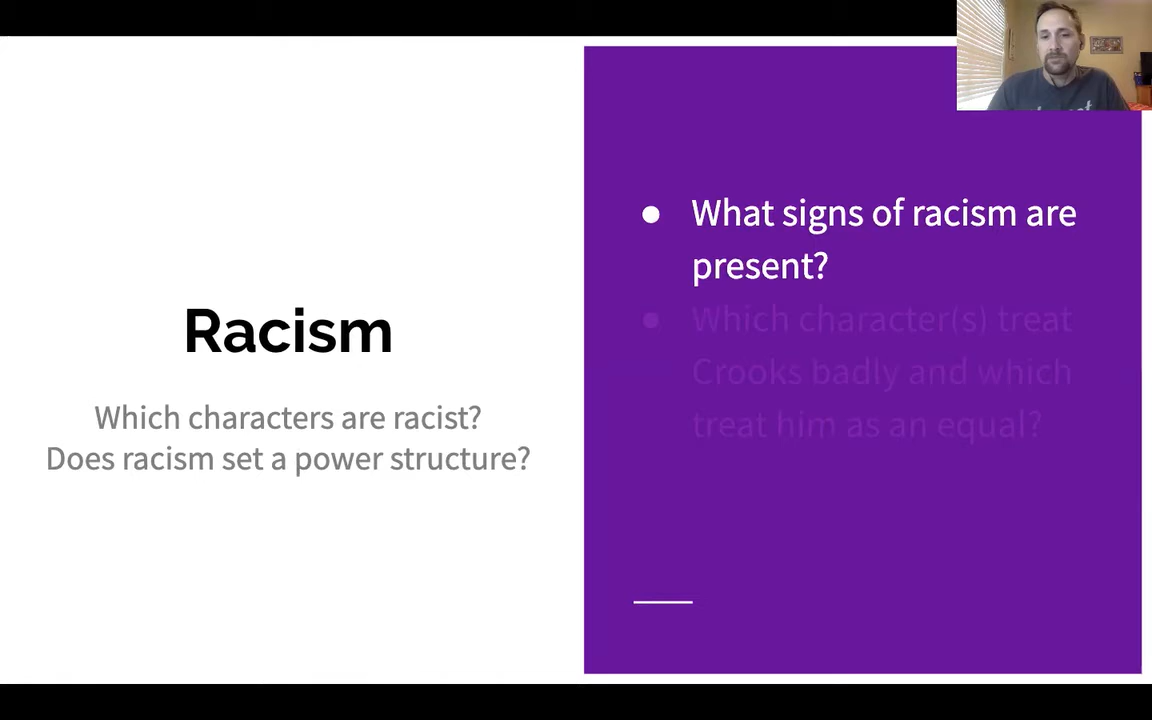 Racism
Which characters are racist?
Does racism set a power structure?
● What signs of racism are
present?
● Which character(s) treat
Crooks badly and which
treat him as an equal?